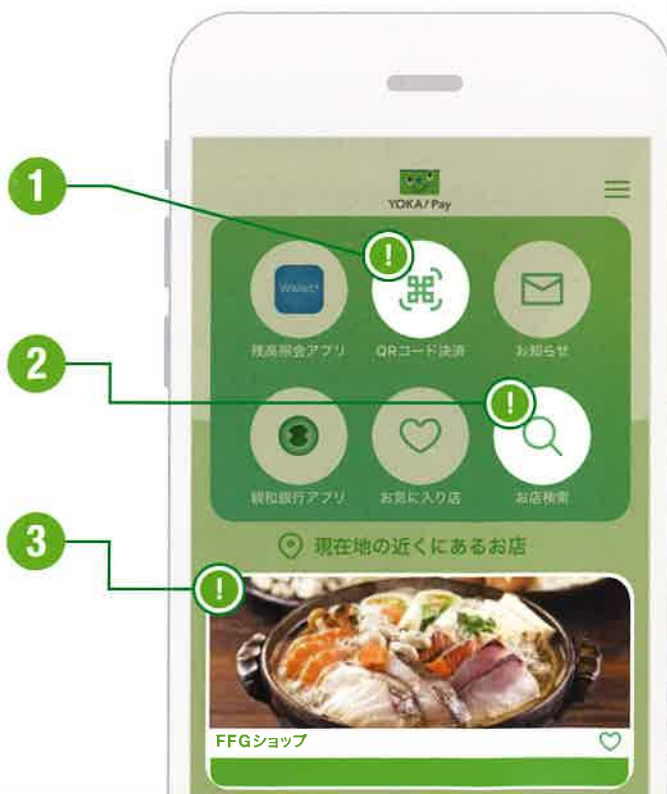 1
YOKA! Pay
Wallet+
残高照会アプリ
QRコード決済
お知らせ
2
親和銀行アプリ
お気に入り店
お店検索
3
現在地の近くにあるお店
FFGショップ